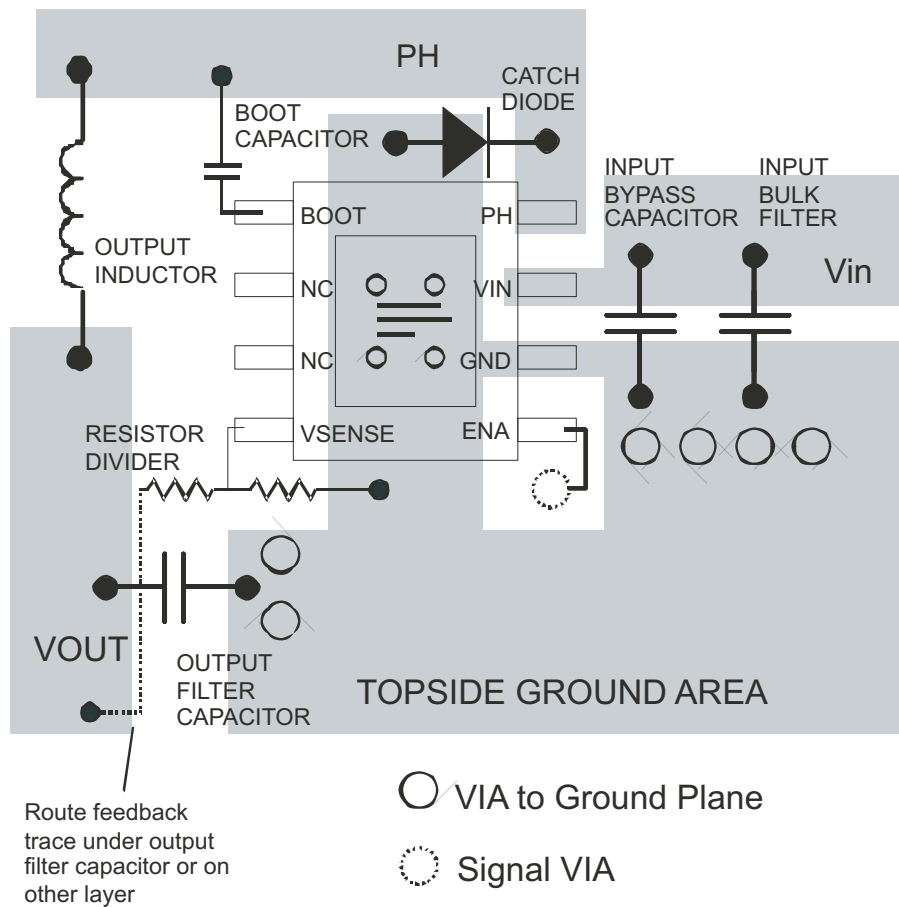 PH
CATCH
DIODE
BOOT
CAPACITOR
INPUT
BYPASS
CAPACITOR
INPUT
BULK
FILTER
Vin
OUTPUT
INDUCTOR
BOOT
PH
NC
VIN
NC
GND
VSENSE
ENA
RESISTOR
DIVIDER
VOUT
OUTPUT
FILTER
CAPACITOR
TOPSIDE GROUND AREA
Route feedback
trace under output
filter capacitor or on
other layer
VIA to Ground Plane
Signal VIA